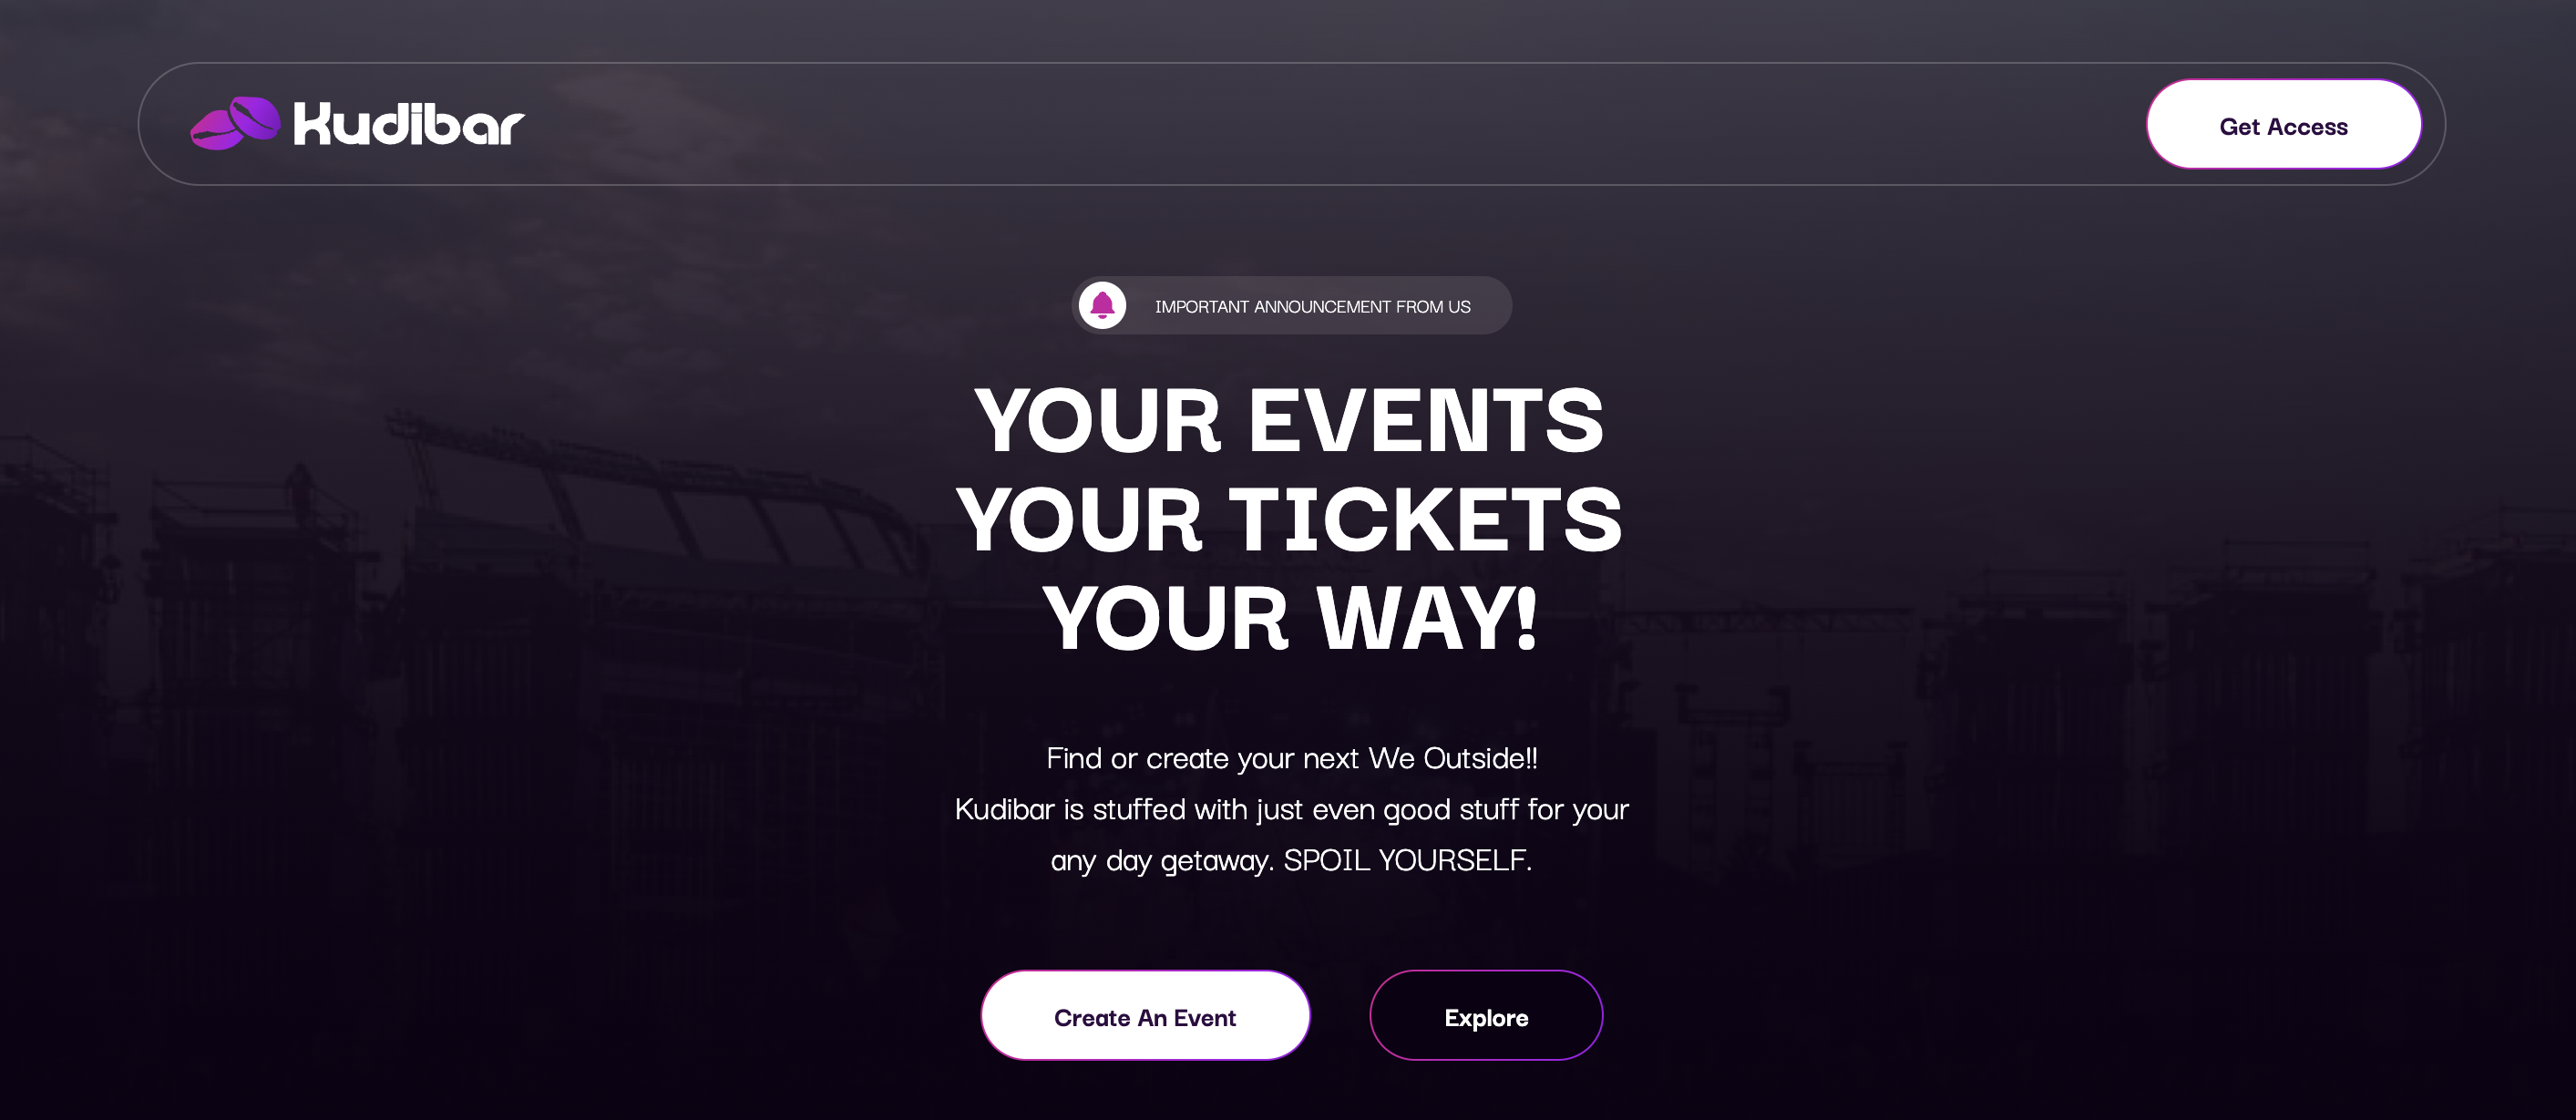 Kudibar
Get Access
IMPORTANT ANNOUNCEMENT FROM US
YOUR EVENTS
YOUR TICKETS
YOUR WAY!
Find or create your next We Outside!!
Kudibar is stuffed with just even good stuff for your
any day getaway. SPOIL YOURSELF.
Create An Event
Explore